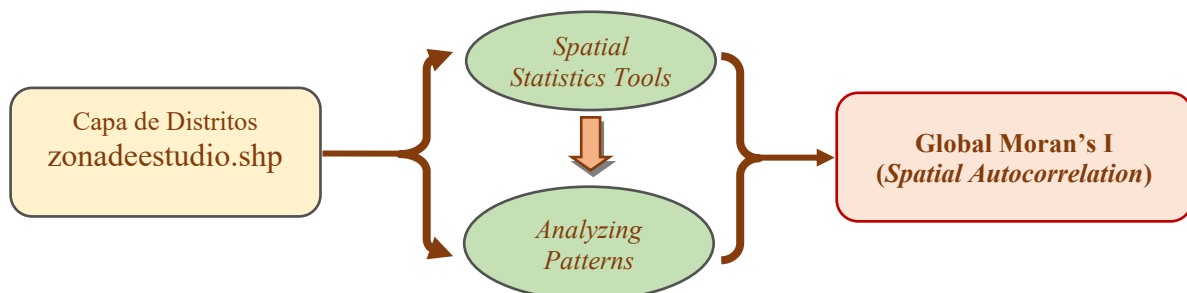 Capa de Distritos
zonadeestudio.shp
Spatial
Statistics Tools
Analyzing
Patterns
Global Moran’s I
(Spatial Autocorrelation)